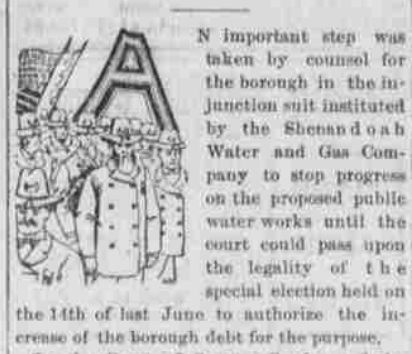 AN important step was
taken by counsel for
the borough in the in-
junction suit instituted
by the Shenandoah
Water and Gas Com-
pany to stop progress
on the proposed public
water works until the
court could pass upon
the legality of the
special election held on
the 14th of last June to authorize the in-
crease of the borough debt for the purpose.